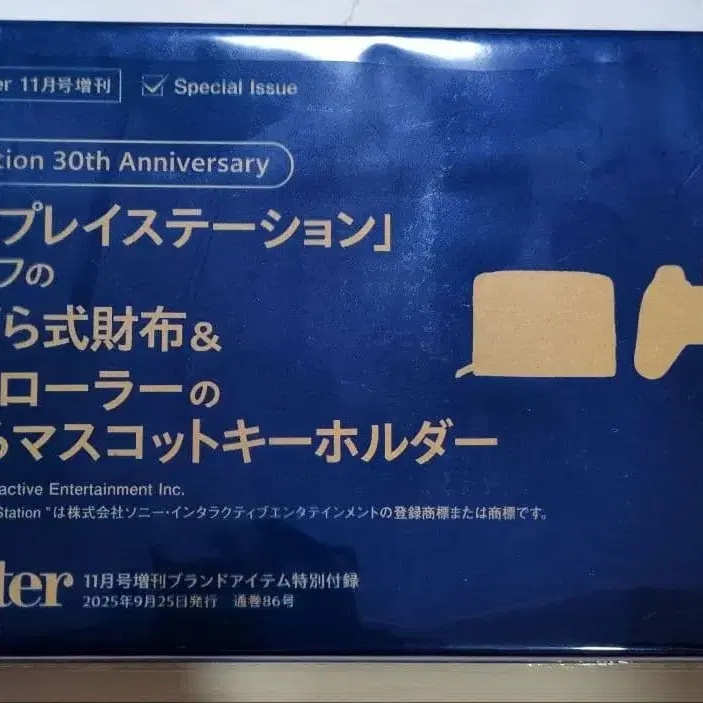 er 11月号増刊 Special Issue
tion 30th Anniversary
プレイステーション」
フの
ら式財布&
ローラーの
るマスコットキーホルダー
active Entertainment Inc.
Station"は株式会社ソニー・インタラクティブエンタテインメントの登録商標または商標です。
ter 11月号増刊ブランドアイテム特別付録
2025年9月25日発行 通巻86号